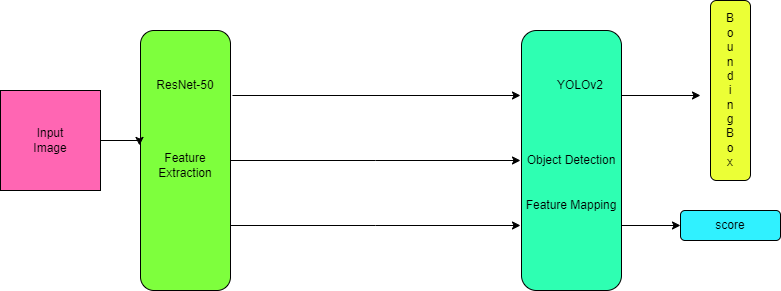 Input
Image
ResNet-50
Feature
Extraction
YOLOv2
Object Detection
Feature Mapping
B
o
u
n
d
i
n
g
B
o
x
score